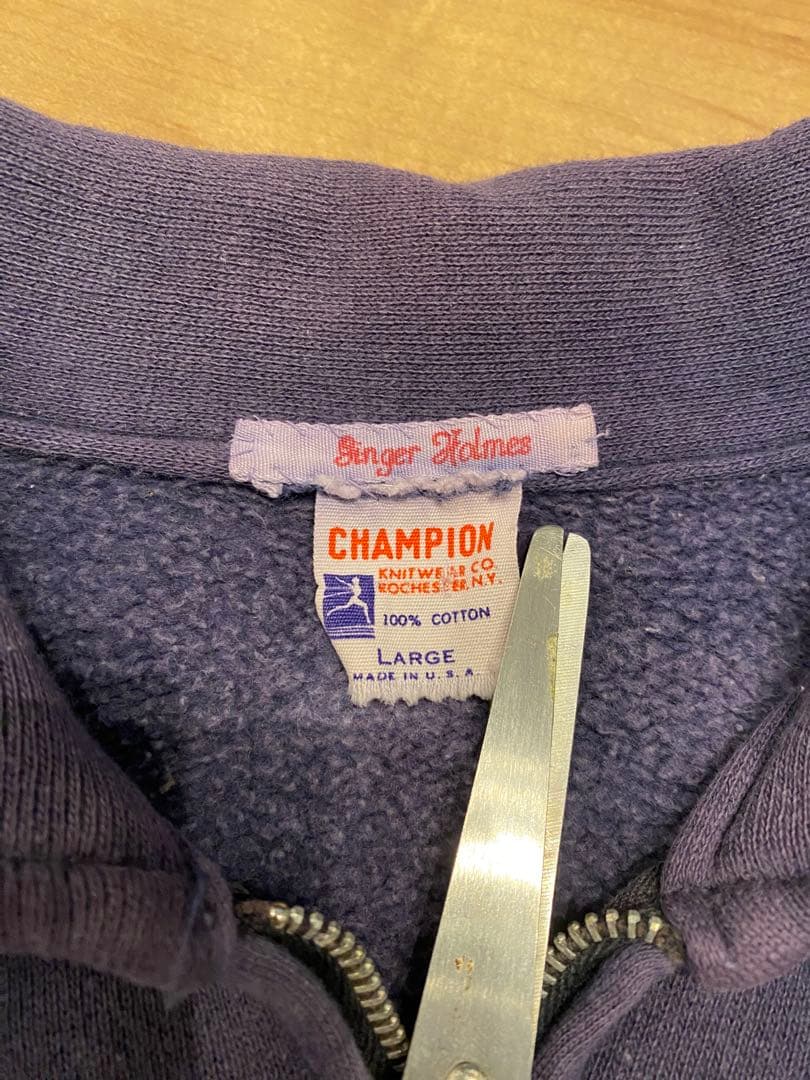 Ginger Holmes
CHAMPION
KNITWEAR CO
ROCHESTER, N.Y.
100% COTTON
LARGE
MADE IN U.S.A.